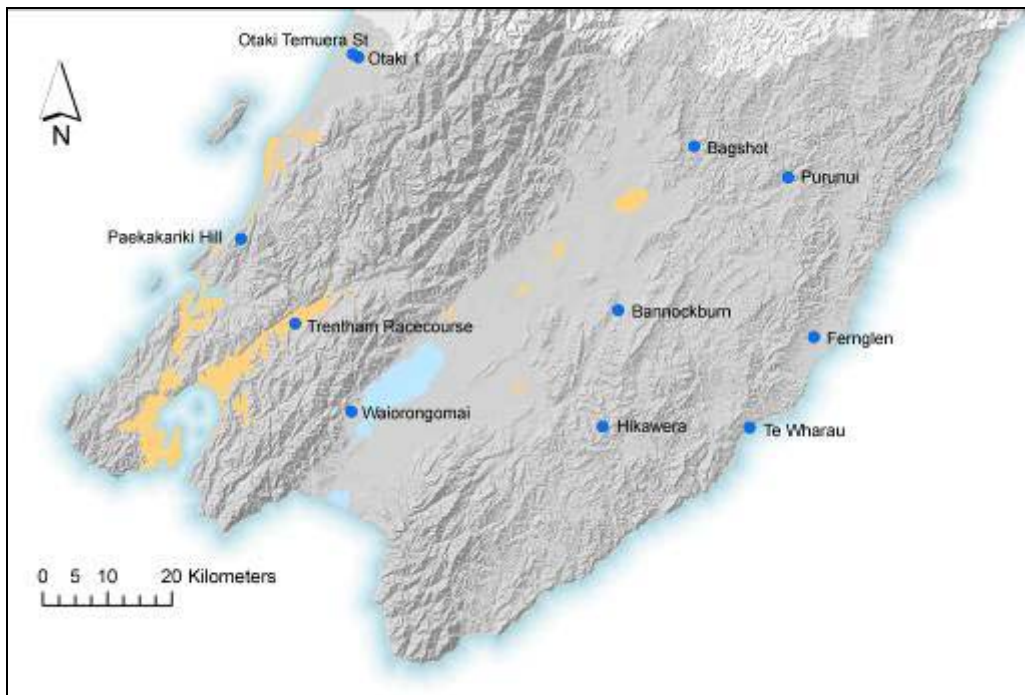 Otaki Temuera St
Otaki 1
N
Bagshot
Purunui
Paekakariki Hill
Bannockburn
Trentham Racecourse
Fernglen
Waiorongomai
Hikawera
Te Wharau
0 5 10 20 Kilometers